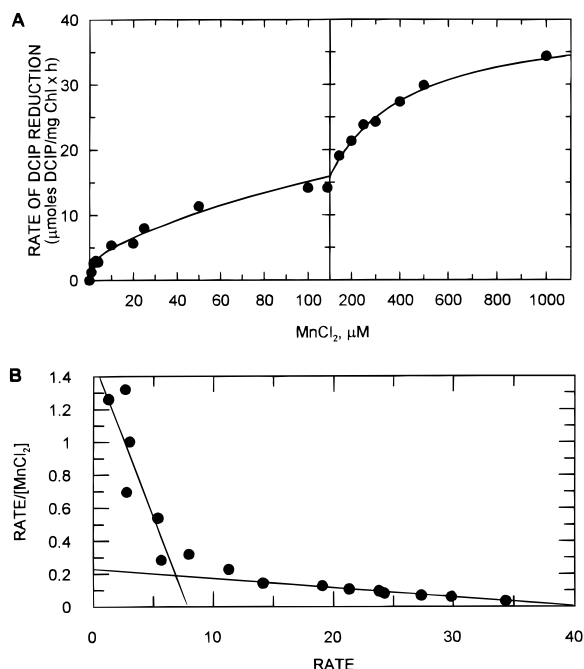 A
RATE OF DCIP REDUCTION
(μmoles DCIP/mg Chl x h)
40
30
20
10
0
20 40 60 80 100 200 400 600 800 1000
MnCl₂, μM
B
RATE/[MnCl₂]
1.4
1.2
1
0.8
0.6
0.4
0.2
0
0 10 20 30 40
RATE